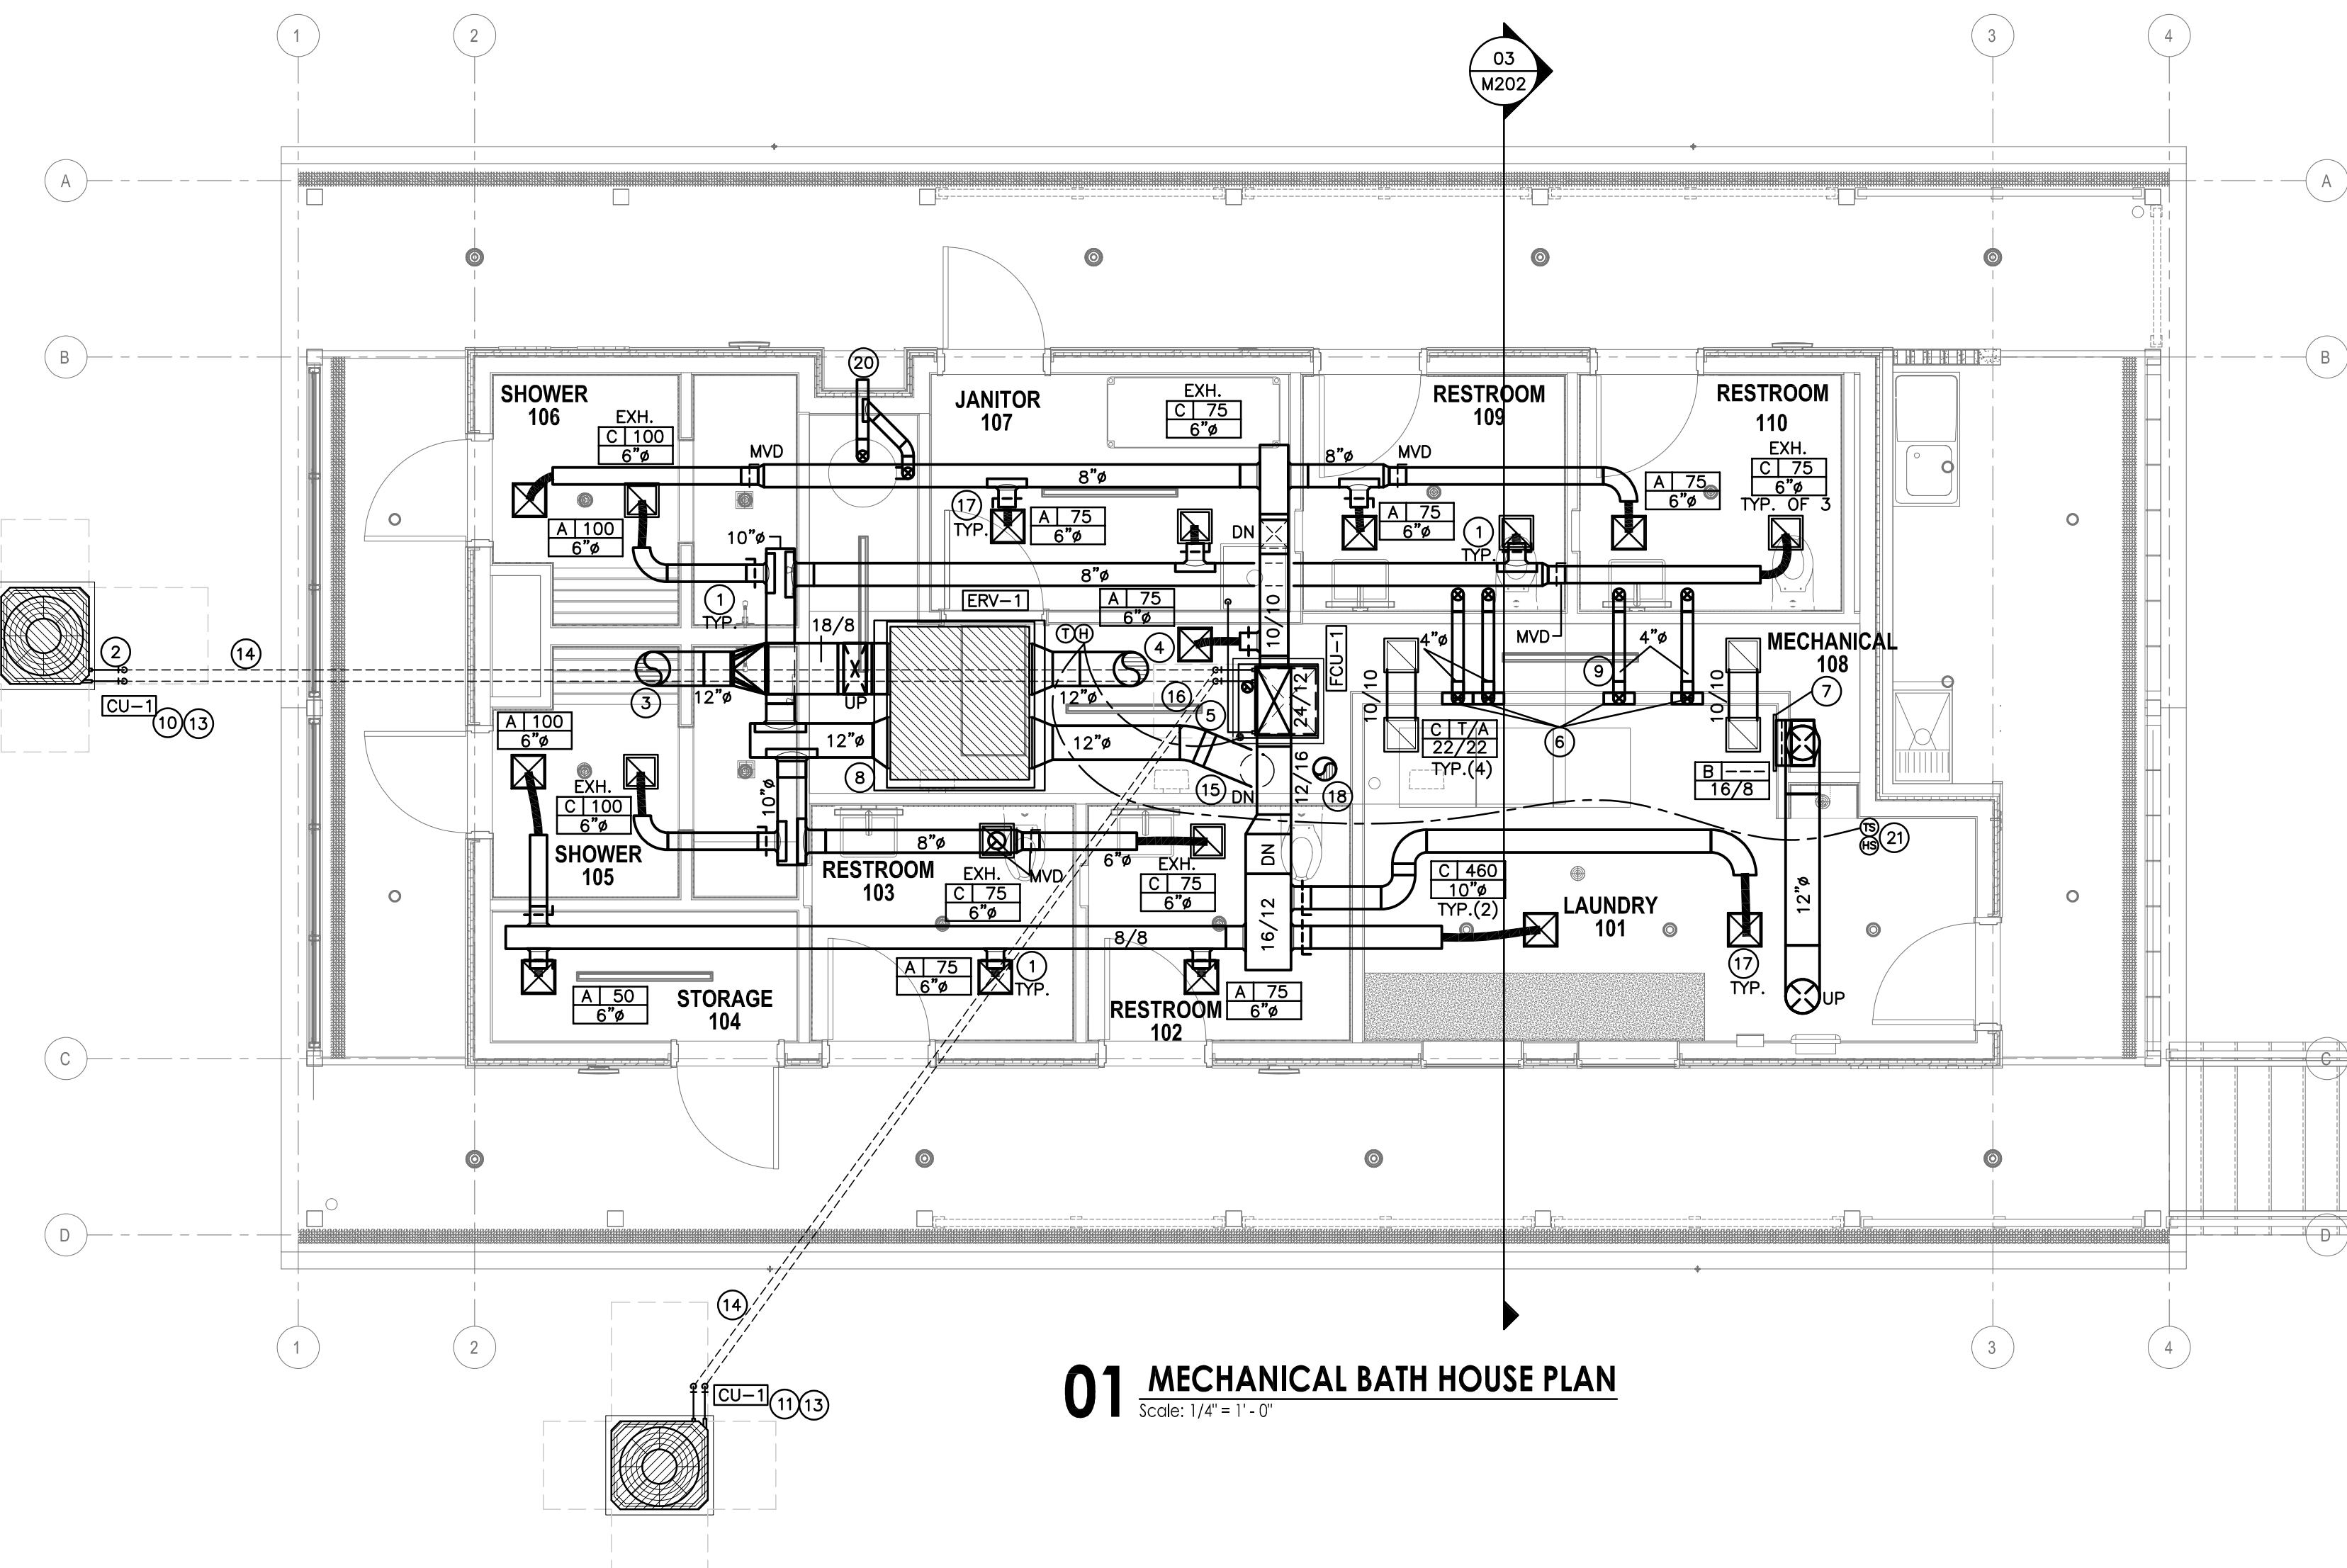 1
2
3
4
03
M202
A
A
B
B
20
SHOWER
106
EXH.
C 100
6"ø
MVD
JANITOR
107
EXH.
C 75
6"ø
RESTROOM
109
RESTROOM
110
EXH.
C 75
6"ø
TYP. OF 3
8"ø
8"ø
MVD
A 75
6"ø
17
TYP.
A 75
6"ø
A 75
6"ø
1
TYP.
A 100
6"ø
10"ø
DN
8"ø
ERV-1
A 75
6"ø
10/10
1
TYP.
18/8
T H
4
FCU-1
4"ø
MVD
4"ø
MECHANICAL
108
2
14
CU-1
10 13
3
12"ø
UP
12"ø
16
5
24/12
10/10
9
10/10
7
A 100
6"ø
12"ø
12"ø
C T/A
22/22
TYP.(4)
6
8
15
DN
12/16
18
B ----
16/8
EXH.
C 100
6"ø
10"ø
SHOWER
105
8"ø
6"ø
DN
TS
HS
21
RESTROOM
103
EXH.
C 75
6"ø
MVD
EXH.
C 75
6"ø
C 460
10"ø
TYP.(2)
12"ø
LAUNDRY
101
8/8
16/12
A 75
6"ø
1
TYP.
17
TYP.
UP
A 50
6"ø
STORAGE
104
RESTROOM
102
A 75
6"ø
C
C
D
D
14
1
2
3
4
CU-1
11 13
01 MECHANICAL BATH HOUSE PLAN
Scale: 1/4" = 1' - 0"